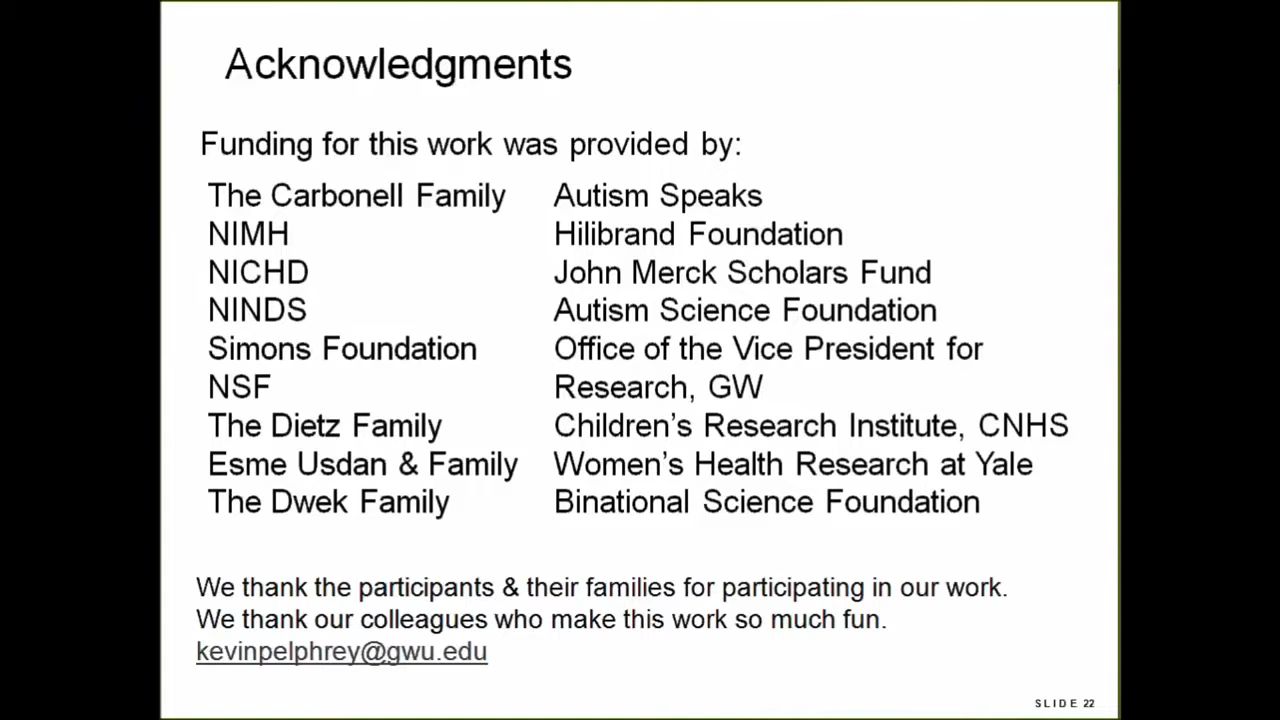 Acknowledgments
Funding for this work was provided by:
The Carbonell Family
NIMH
NICHD
NINDS
Simons Foundation
NSF
The Dietz Family
Esme Usdan & Family
The Dwek Family
Autism Speaks
Hilibrand Foundation
John Merck Scholars Fund
Autism Science Foundation
Office of the Vice President for
Research, GW
Children's Research Institute, CNHS
Women's Health Research at Yale
Binational Science Foundation
We thank the participants & their families for participating in our work.
We thank our colleagues who make this work so much fun.
kevinpelphrey@gwu.edu
SLIDE 22